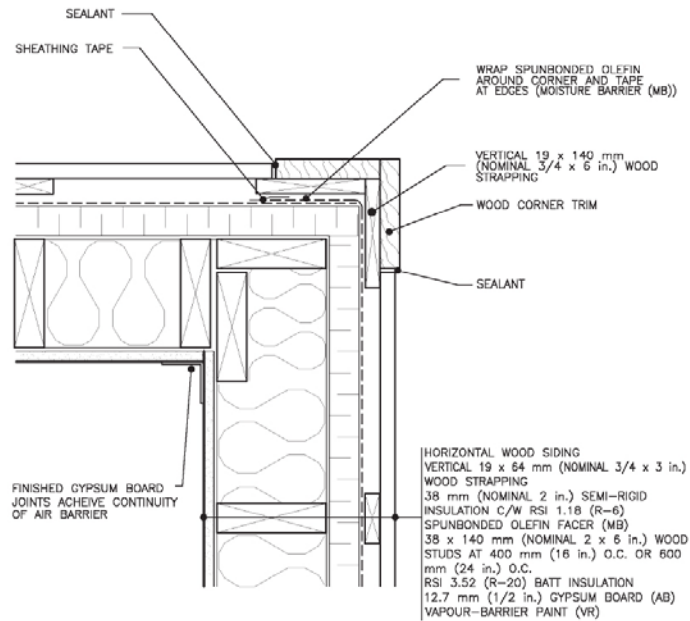 SEALANT
SHEATHING TAPE
WRAP SPUNBONDED OLEFIN
AROUND CORNER AND TAPE
AT EDGES (MOISTURE BARRIER (MB))
VERTICAL 19 x 140 mm
(NOMINAL 3/4 x 6 in.) WOOD
STRAPPING
WOOD CORNER TRIM
SEALANT
FINISHED GYPSUM BOARD
JOINTS ACHEIVE CONTINUITY
OF AIR BARRIER
HORIZONTAL WOOD SIDING
VERTICAL 19 x 64 mm (NOMINAL 3/4 x 3 in.)
WOOD STRAPPING
38 mm (NOMINAL 2 in.) SEMI-RIGID
INSULATION C/W RSI 1.18 (R-6)
SPUNBONDED OLEFIN FACER (MB)
38 x 140 mm (NOMINAL 2 x 6 in.) WOOD
STUDS AT 400 mm (16 in.) O.C. OR 600
mm (24 in.) O.C.
RSI 3.52 (R-20) BATT INSULATION
12.7 mm (1/2 in.) GYPSUM BOARD (AB)
VAPOUR-BARRIER PAINT (VR)